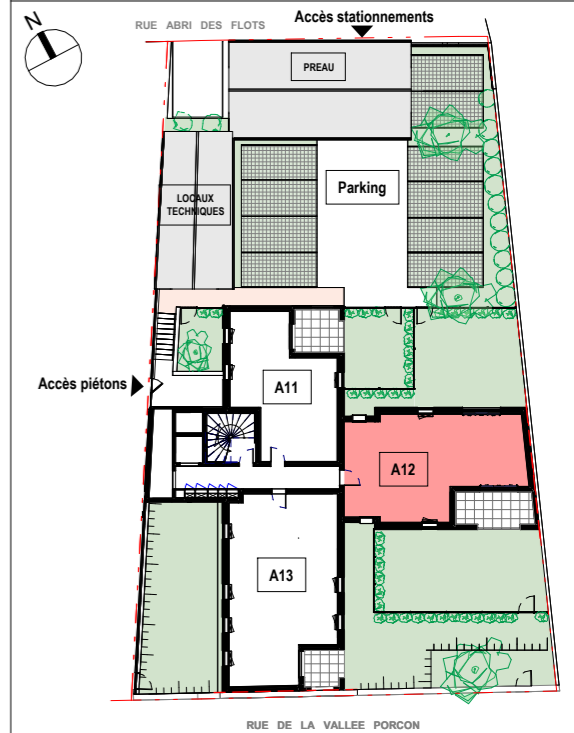 N
RUE ABRI DES FLOTS
Accès stationnements
PREAU
LOCAUX
TECHNIQUES
Parking
Accès piétons
A11
A12
A13
RUE DE LA VALLEE PORCON